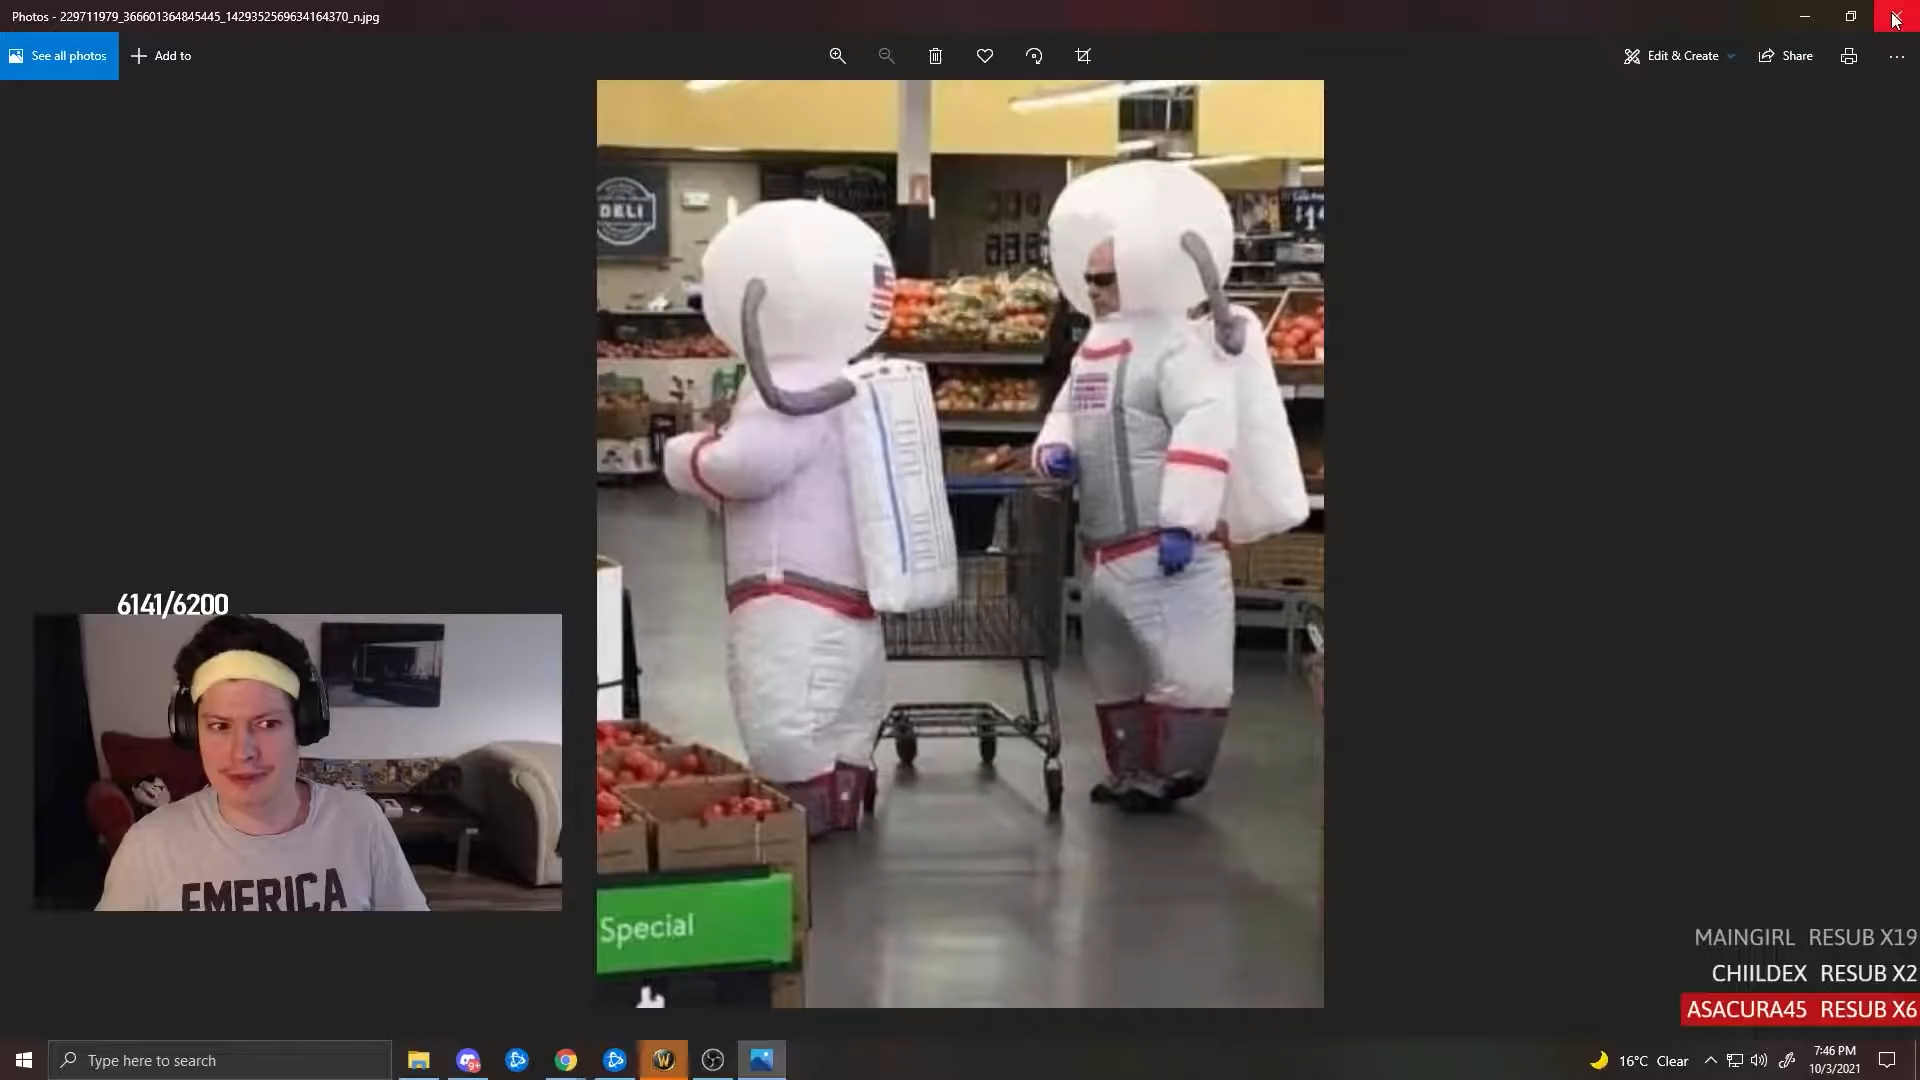 Photos - 229711979_366601364845445_1429352569634164370_n.jpg
See all photos
Add to
Edit & Create
Share
DELI
6141/6200
EMERICA
Special
MAINGIRL RESUB X19
CHIILDEX RESUB X2
ASACURA45 RESUB X6
Type here to search
16°C Clear
7:46 PM
10/3/2021